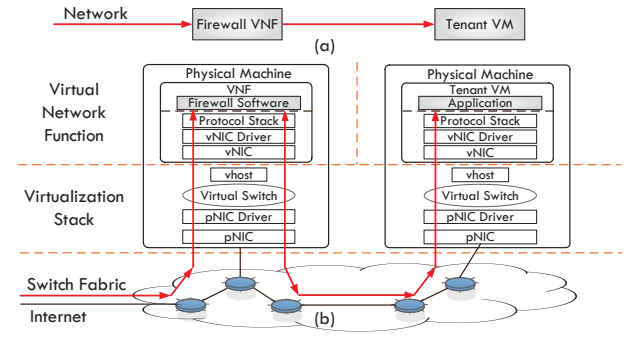 Network
Firewall VNF
Tenant VM
(a)
Virtual
Network
Function
Physical Machine
VNF
Firewall Software
Protocol Stack
vNIC Driver
vNIC
Physical Machine
Tenant VM
Application
Protocol Stack
vNIC Driver
vNIC
Virtualization
Stack
vhost
Virtual Switch
pNIC Driver
pNIC
vhost
Virtual Switch
pNIC Driver
pNIC
Switch Fabric
Internet
(b)